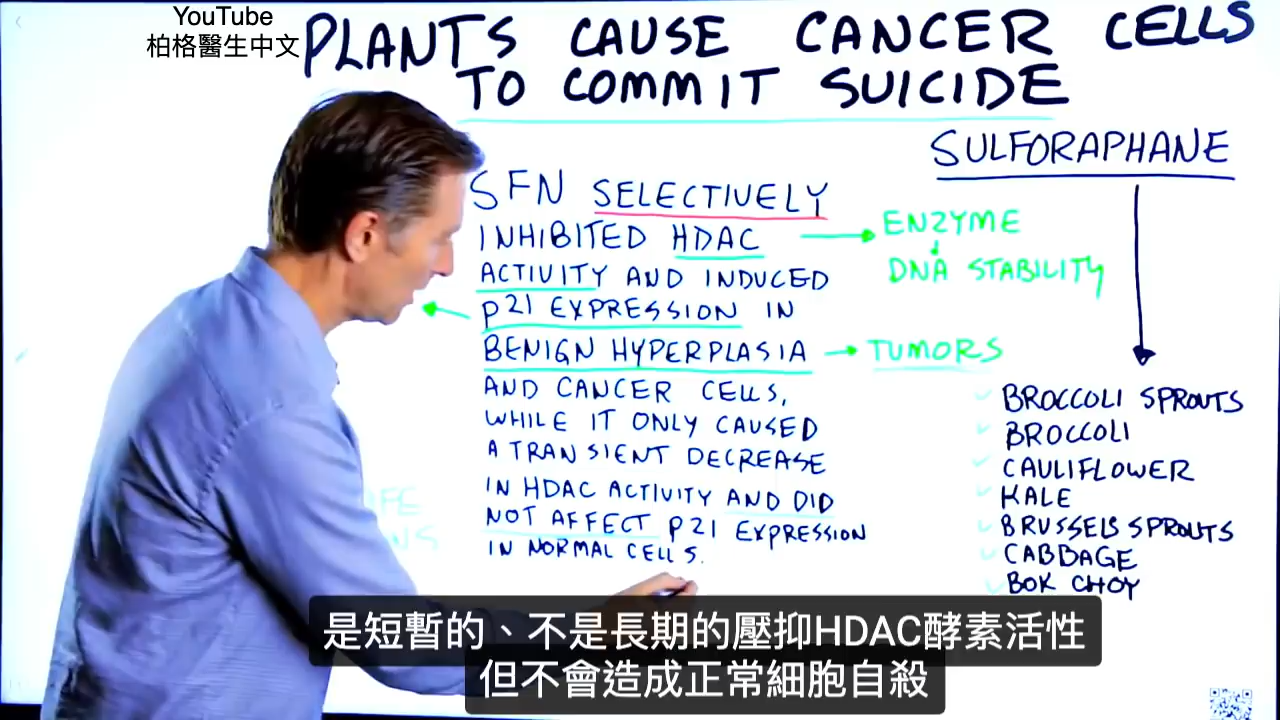 YouTube
柏格醫生中文
PLANTS CAUSE CANCER CELLS
TO COMMIT SUICIDE
SULFORAPHANE
SFN SELECTIVELY
INHIBITED HDAC
ACTIVITY AND INDUCED
P21 EXPRESSION IN
BENIGN HYPERPLASIA
AND CANCER CELLS,
WHILE IT ONLY CAUSED
A TRANSIENT DECREASE
IN HDAC ACTIVITY AND DID
NOT AFFECT P21 EXPRESSION
IN NORMAL CELLS.
ENZYME
DNA STABILITY
TUMORS
BROCCOLI SPROUTS
BROCCOLI
CAULIFLOWER
KALE
BRUSSELS SPROUTS
CABBAGE
BOK CHOY
是短暫的、不是長期的壓抑HDAC酵素活性
但不會造成正常細胞自殺